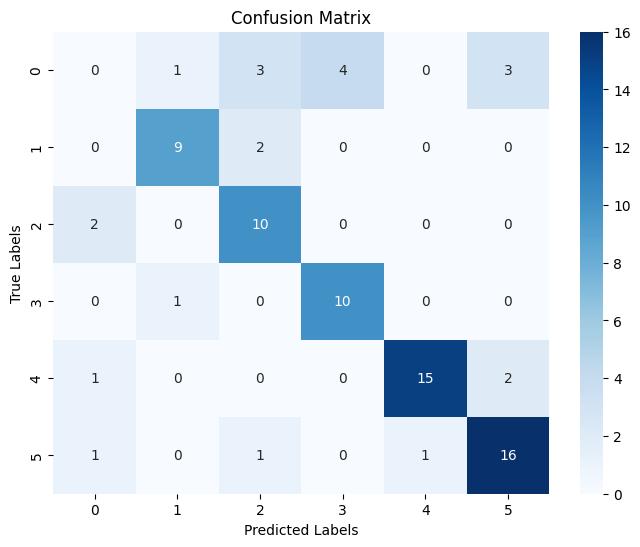 Confusion Matrix
True Labels
0 0 1 3 4 0 3
1 0 9 2 0 0 0
2 2 0 10 0 0 0
3 0 1 0 10 0 0
4 1 0 0 0 15 2
5 1 0 1 0 1 16
0 1 2 3 4 5
Predicted Labels
16
14
12
10
8
6
4
2
0